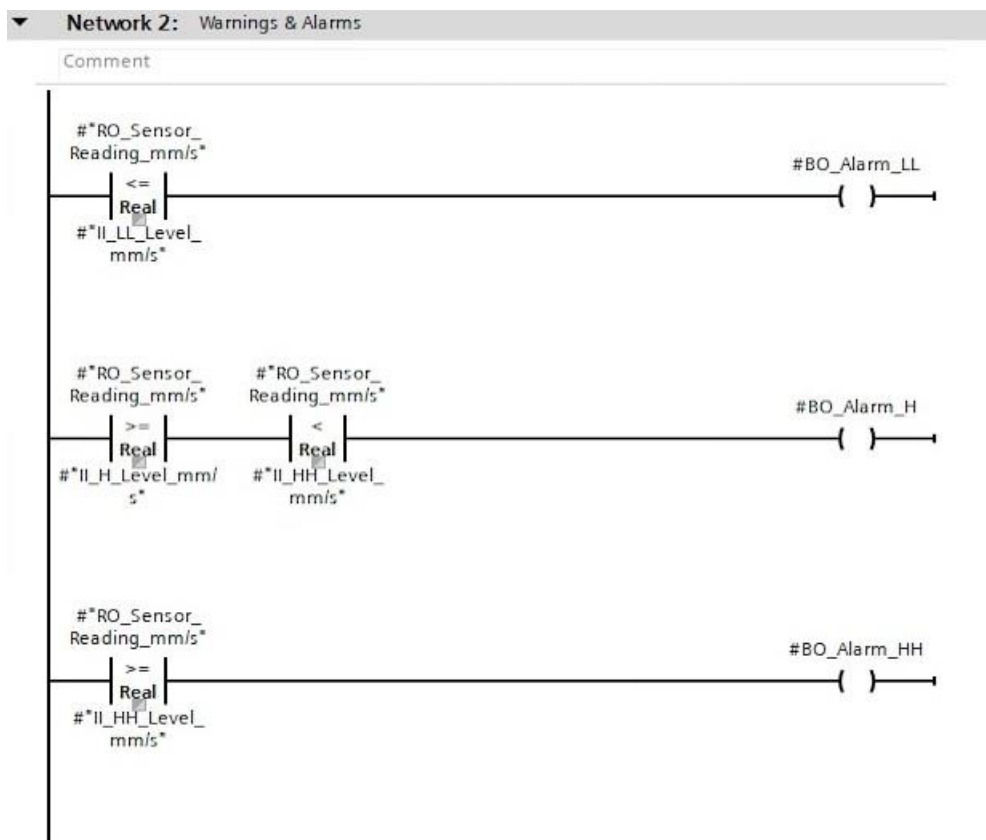 Network 2: Warnings & Alarms
Comment
#"RO_Sensor_
Reading_mm/s"
#BO_Alarm_LL
<=
Real
#"II_LL_Level_
mm/s"
#"RO_Sensor_
Reading_mm/s"
#"RO_Sensor_
Reading_mm/s"
#BO_Alarm_H
>=
Real
<
Real
#"II_H_Level_mm/
s"
#"II_HH_Level_
mm/s"
#"RO_Sensor_
Reading_mm/s"
#BO_Alarm_HH
>=
Real
#"II_HH_Level_
mm/s"